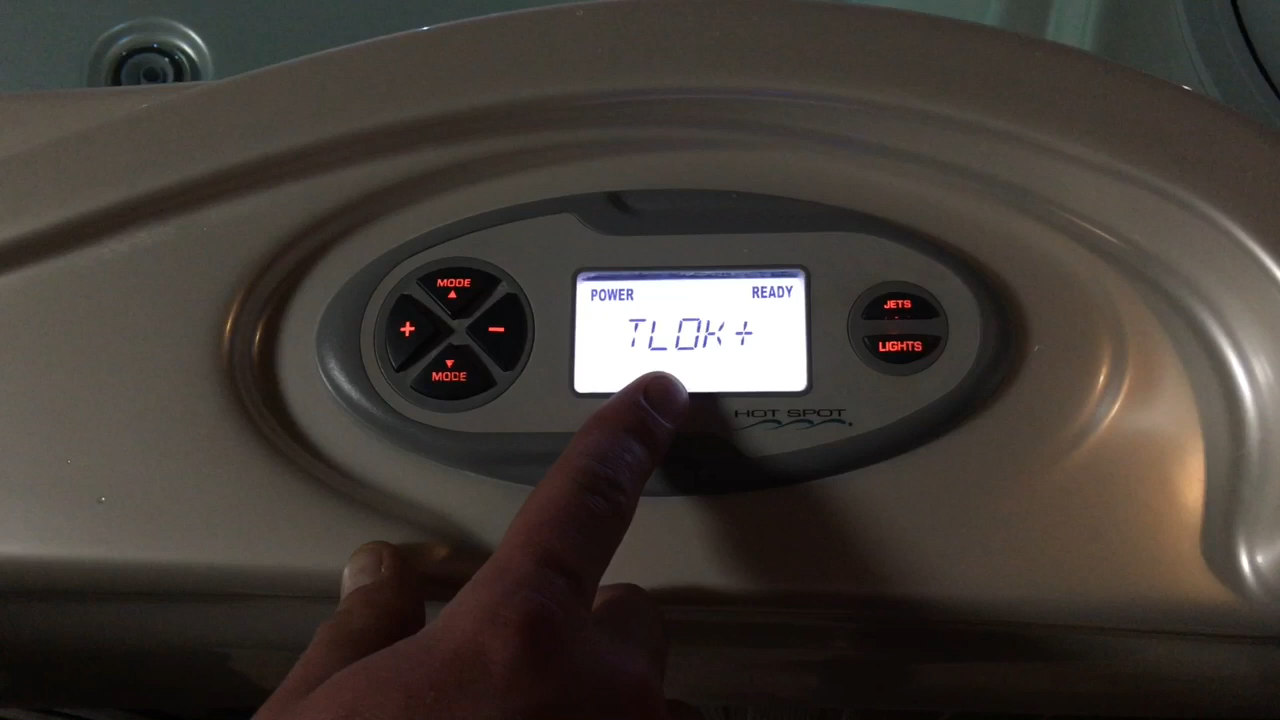 MODE
+ -
MODE
POWER READY
TLOK+
HOT SPOT
JETS
LIGHTS